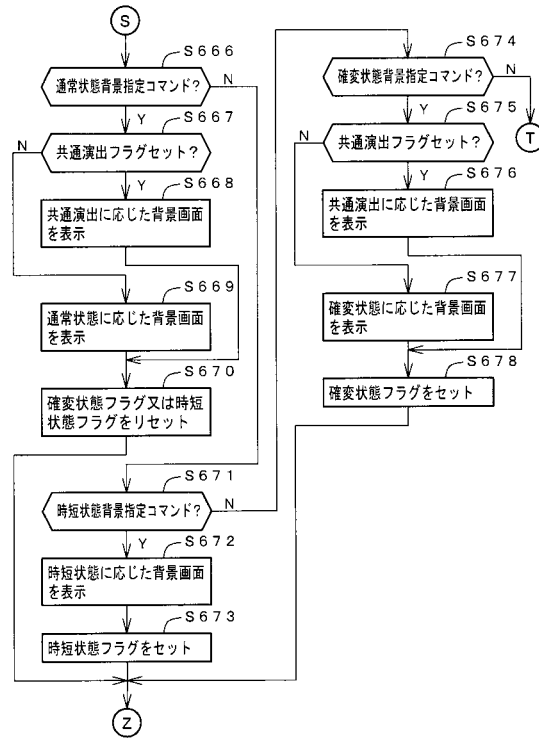 S
S666
通常状態背景指定コマンド?
N
Y
S667
N
共通演出フラグセット?
Y
S668
共通演出に応じた背景画面
を表示
S669
通常状態に応じた背景画面
を表示
S670
確変状態フラグ又は時短
状態フラグをリセット
S671
時短状態背景指定コマンド?
N
Y
S672
時短状態に応じた背景画面
を表示
S673
時短状態フラグをセット
Z
S674
確変状態背景指定コマンド?
N
Y
T
S675
N
共通演出フラグセット?
Y
S676
共通演出に応じた背景画面
を表示
S677
確変状態に応じた背景画面
を表示
S678
確変状態フラグをセット